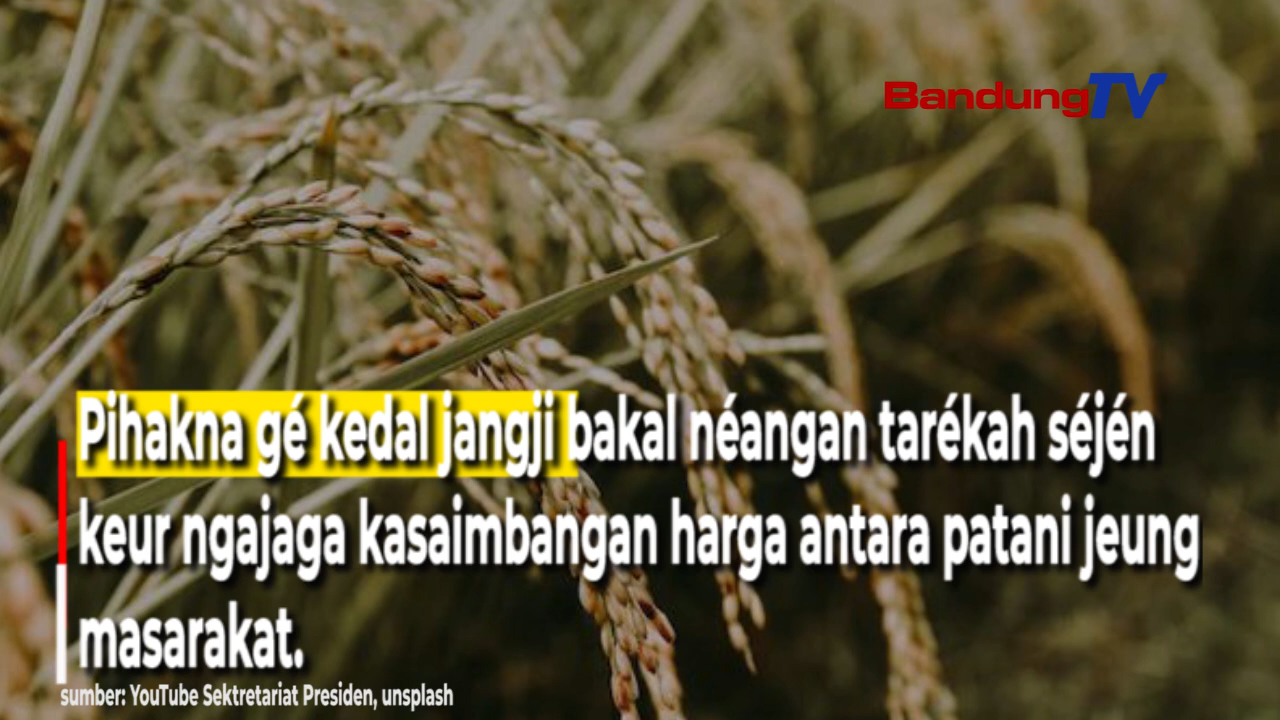 BandungTV
Pihakna gé kedal jangji bakal néangan tarékah séjén
keur ngajaga kasaimbangan harga antara patani jeung
masarakat.
sumber: YouTube Sektretariat Presiden, unsplash